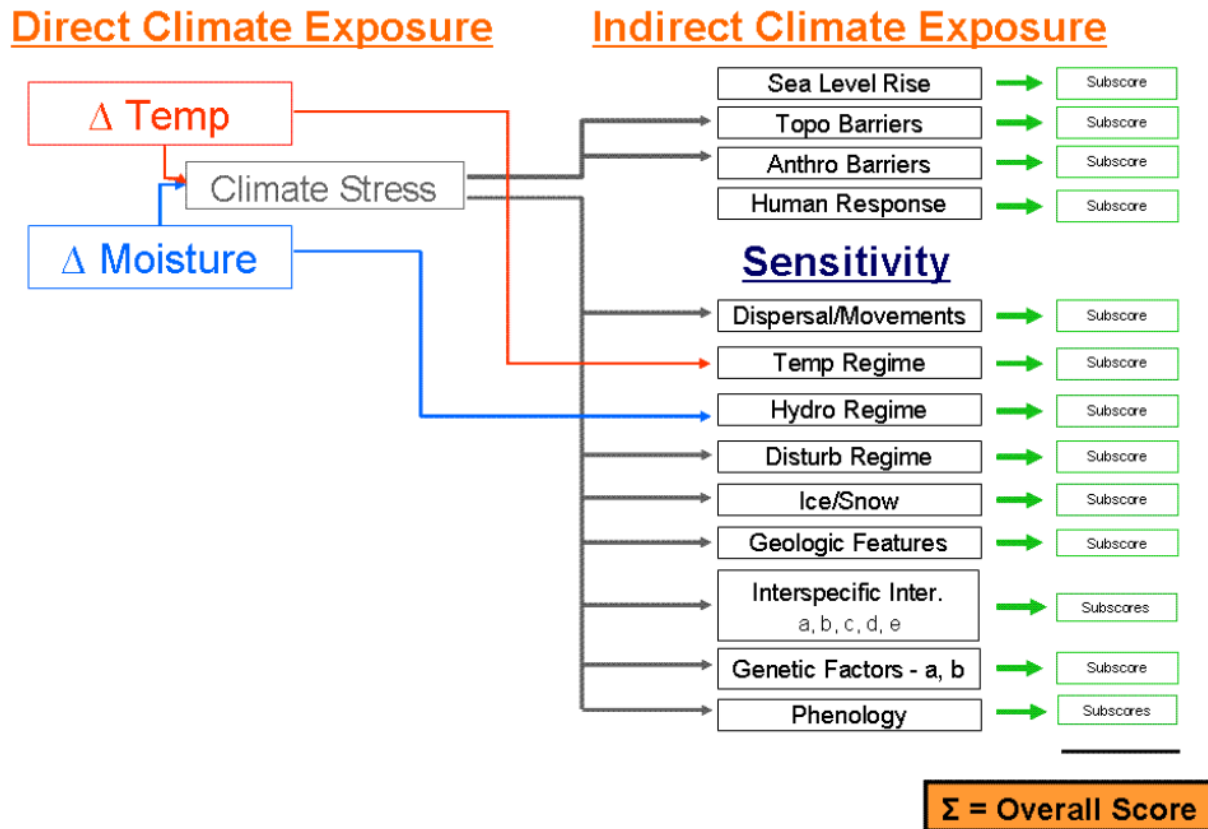 Direct Climate Exposure
Indirect Climate Exposure
Δ Temp
Climate Stress
Δ Moisture
Sea Level Rise
Subscore
Topo Barriers
Subscore
Anthro Barriers
Subscore
Human Response
Subscore
Sensitivity
Dispersal/Movements
Subscore
Temp Regime
Subscore
Hydro Regime
Subscore
Disturb Regime
Subscore
Ice/Snow
Subscore
Geologic Features
Subscore
Interspecific Inter.
a, b, c, d, e
Subscores
Genetic Factors - a, b
Subscore
Phenology
Subscores
Σ = Overall Score